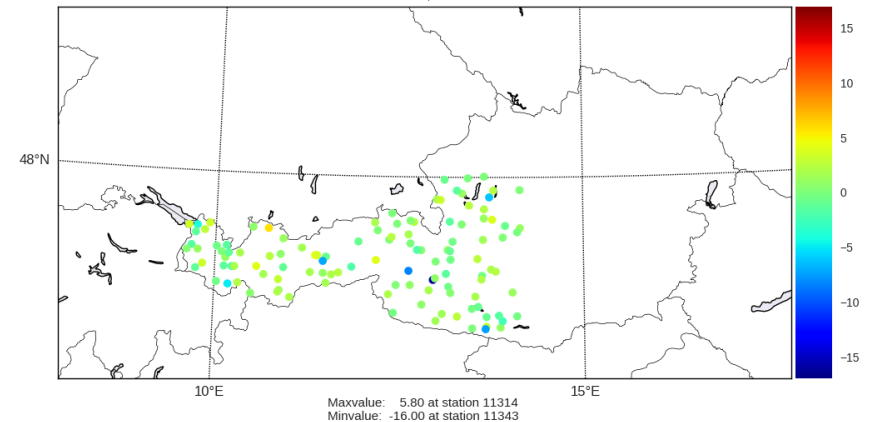 15
10
48°N
5
0
−5
−10
−15
10°E
15°E
Maxvalue: 5.80 at station 11314
Minvalue: -16.00 at station 11343